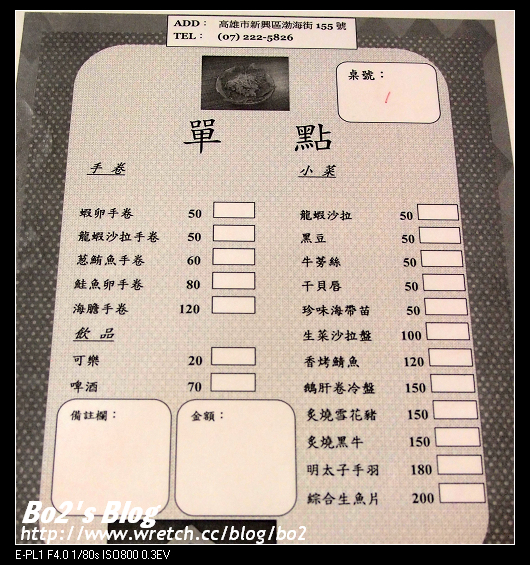 ADD： 高雄市新興區渤海街 155 號
TEL： (07) 222-5826
桌號：
1
單 點
手 卷
蝦卵手卷 50
龍蝦沙拉手卷 50
蔥鮪魚手卷 60
鮭魚卵手卷 80
海膽手卷 120
飲 品
可樂 20
啤酒 70
備註欄：
金額：
小 菜
龍蝦沙拉 50
黑豆 50
牛蒡絲 50
干貝唇 50
珍味海帶苗 50
生菜沙拉盤 100
香烤鯖魚 120
鵝肝卷冷盤 150
炙燒雪花豬 150
炙燒黑牛 150
明太子手羽 180
綜合生魚片 200
Bo2's Blog
http://www.wretch.cc/blog/bo2
E-PL1 F4.0 1/80s ISO800 0.3EV